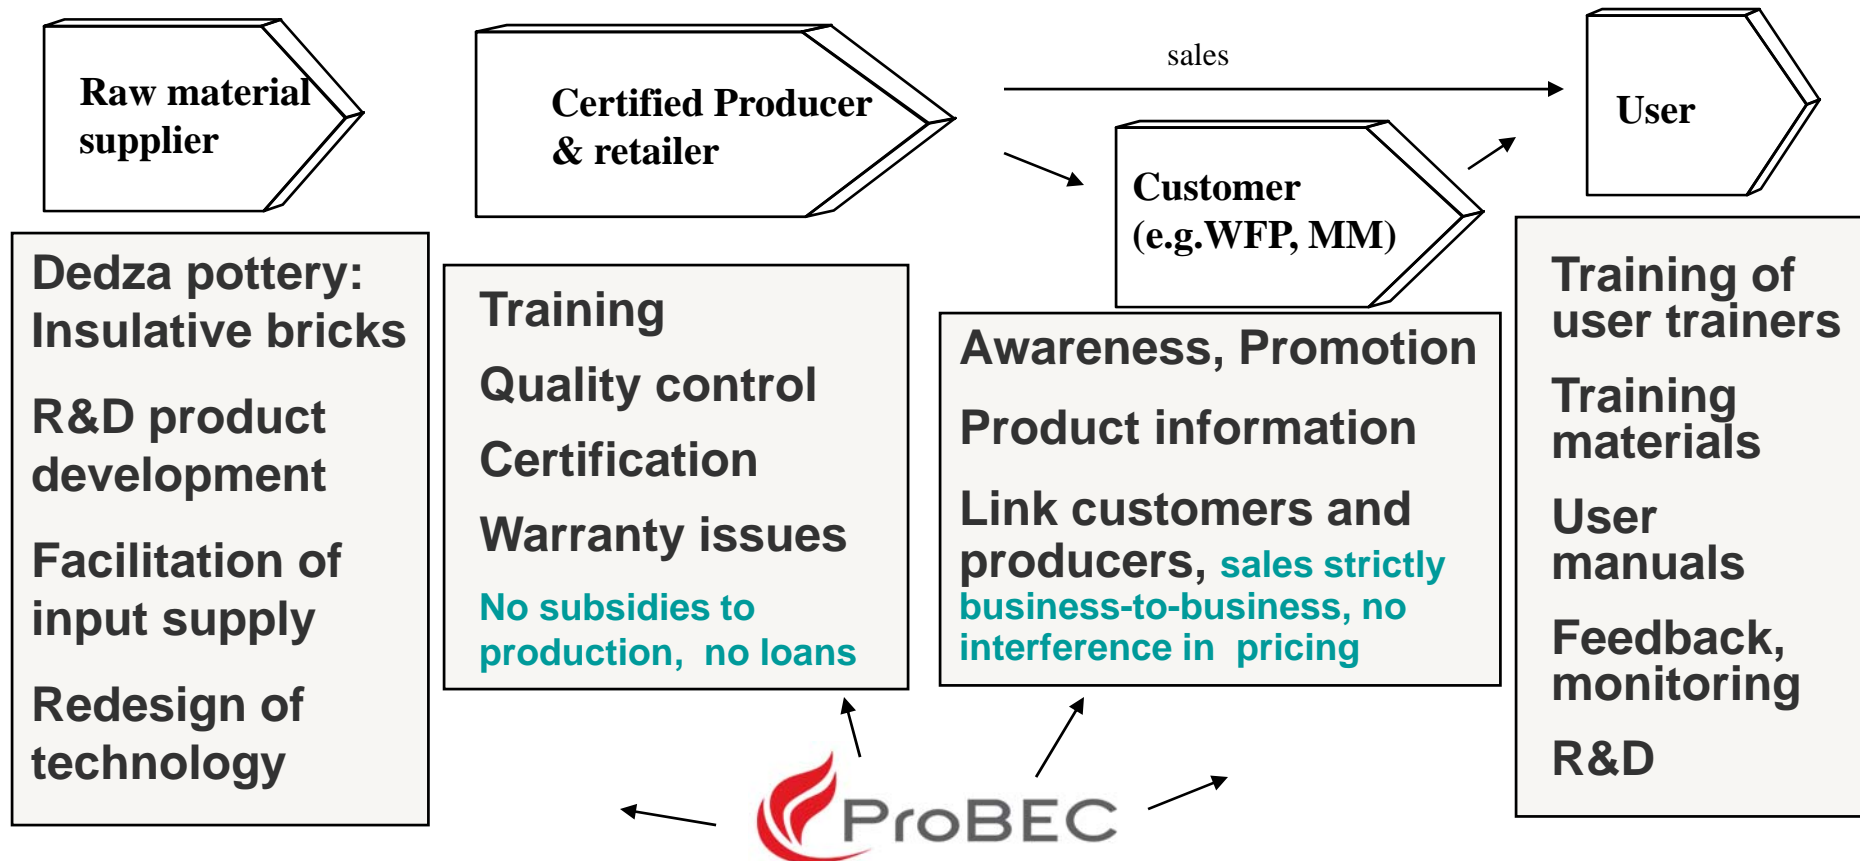 Raw material
supplier
Certified Producer
& retailer
sales
Customer
(e.g.WFP, MM)
User
Dedza pottery:
Insulative bricks
R&D product
development
Facilitation of
input supply
Redesign of
technology
Training
Quality control
Certification
Warranty issues
No subsidies to
production, no loans
Awareness, Promotion
Product information
Link customers and
producers, sales strictly
business-to-business, no
interference in pricing
Training of
user trainers
Training
materials
User
manuals
Feedback,
monitoring
R&D
ProBEC